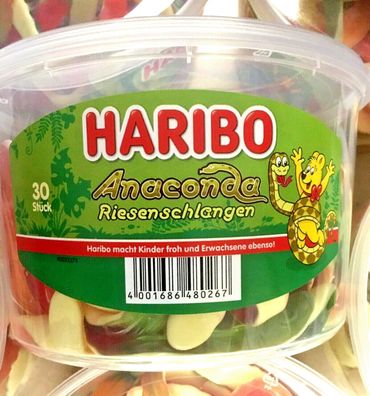 HARIBO
Anaconda
Riesenschlangen
30
Stück
Haribo macht Kinder froh und Erwachsene ebenso!
4 001686 480267